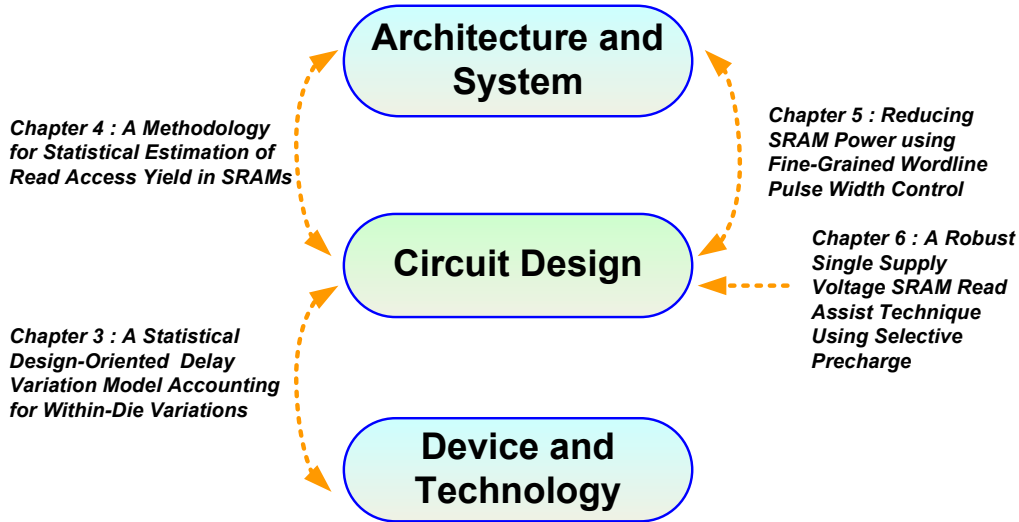 Architecture and
System
Chapter 4 : A Methodology
for Statistical Estimation of
Read Access Yield in SRAMs
Chapter 5 : Reducing
SRAM Power using
Fine-Grained Wordline
Pulse Width Control
Circuit Design
Chapter 6 : A Robust
Single Supply
Voltage SRAM Read
Assist Technique
Using Selective
Precharge
Chapter 3 : A Statistical
Design-Oriented Delay
Variation Model Accounting
for Within-Die Variations
Device and
Technology